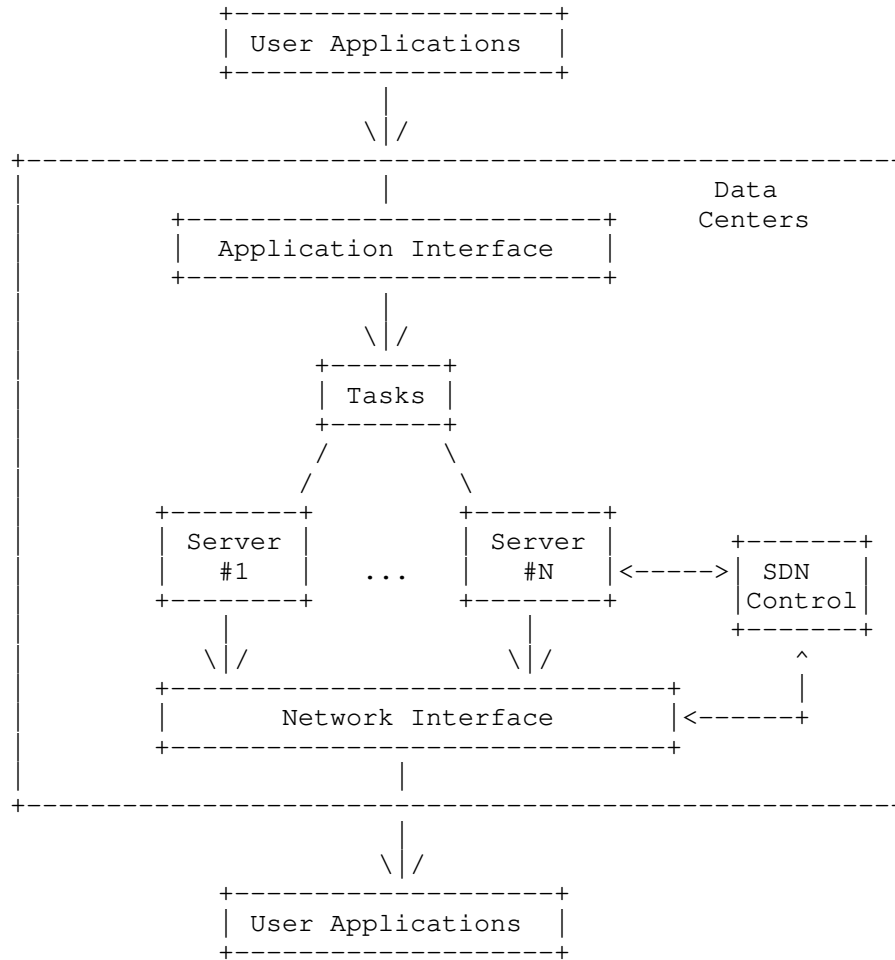 User Applications
Data
Centers
Application Interface
Tasks
Server
#1
...
Server
#N
SDN
Control
Network Interface
User Applications